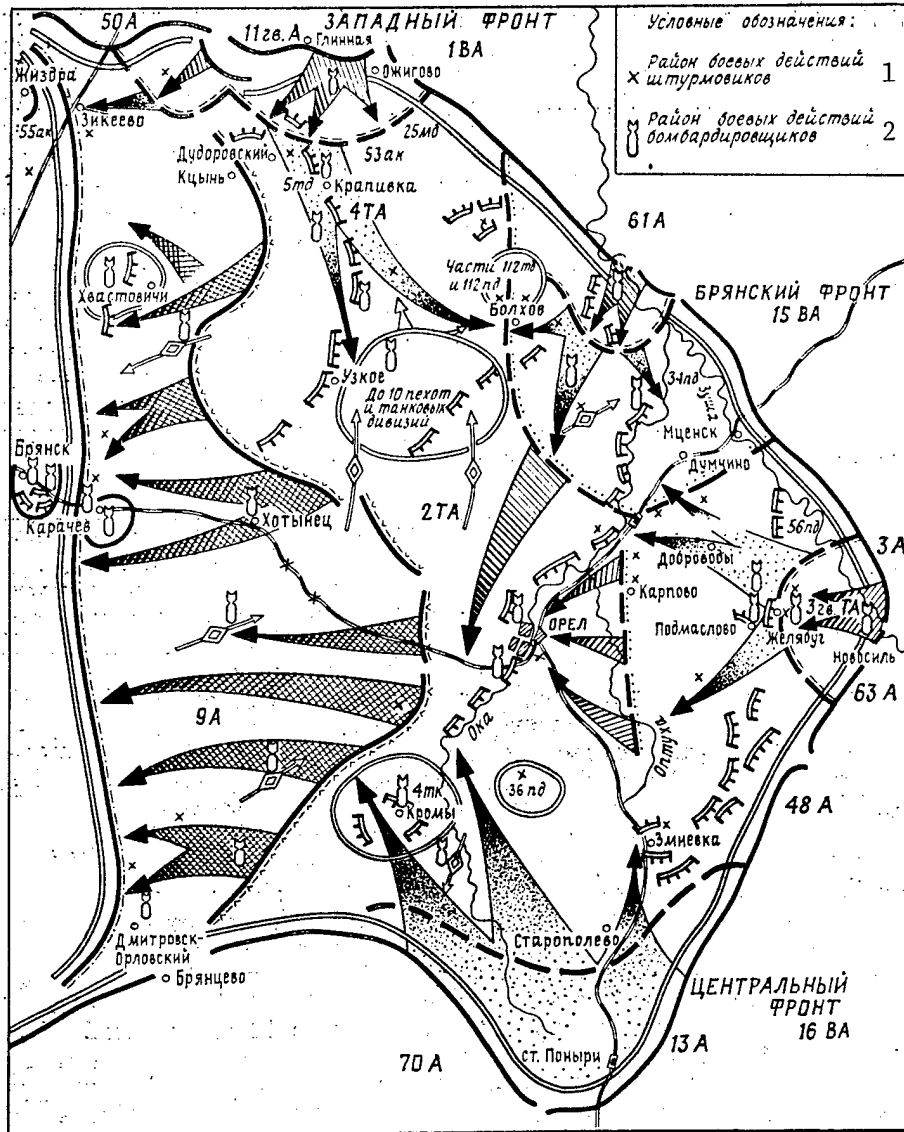 50А
11гв.А
ЗАПАДНЫЙ ФРОНТ
1ВА
Глинная
Ожигово
Условные обозначения:
Район боевых действий
штурмовиков
1
Район боевых действий
бомбардировщиков
2
Жиздра
Зикеево
55ак
25мд
53ак
Дудоровский
Кцынь
5тд
Крапивка
4ТА
61А
Части 112тд
и 112пд
Болхов
БРЯНСКИЙ ФРОНТ
15 ВА
Хвастовичи
Узкое
До 10 пехот
и танковых
дивизий
34пд
Зуша
Мценск
Думчино
Брянск
Карачев
Хотынец
2ТА
56пд
3А
Доброводы
Карпово
ОРЕЛ
Подмаслово
3гв.ТА
Желябуг
Новосиль
63А
9А
Ока
Оптуха
36пд
48А
4тк
Кромы
Змиевка
Дмитровск-
Орловский
Брянцево
Старополево
ЦЕНТРАЛЬНЫЙ
ФРОНТ
16 ВА
13А
70А
ст. Поныри